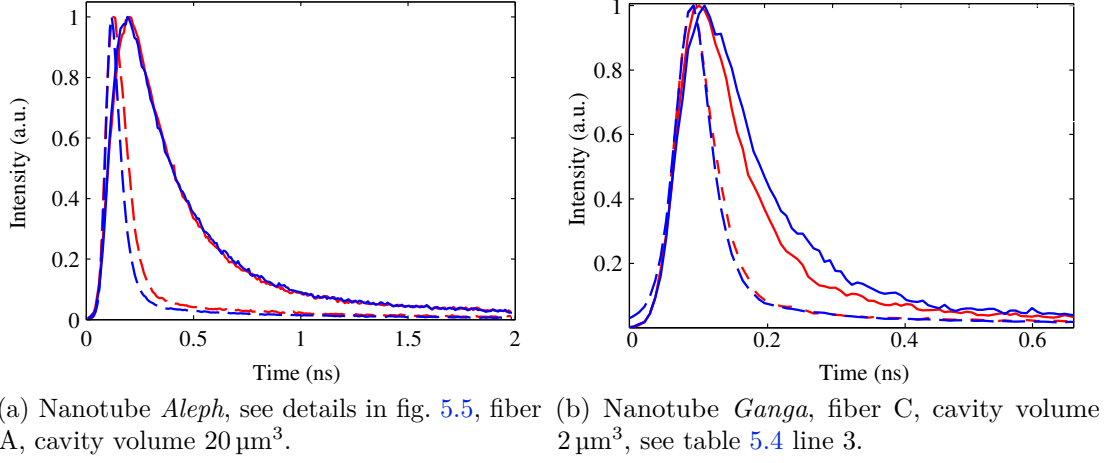 1
0.8
0.6
0.4
0.2
0
Intensity (a.u.)
0 0.5 1 1.5 2
Time (ns)
1
0.8
0.6
0.4
0.2
Intensity (a.u.)
0 0.2 0.4 0.6
Time (ns)
a) Nanotube Aleph, see details in fig. 5.5, fiber
A, cavity volume 20 µm³.
(b) Nanotube Ganga, fiber C, cavity volume
2 µm³, see table 5.4 line 3.